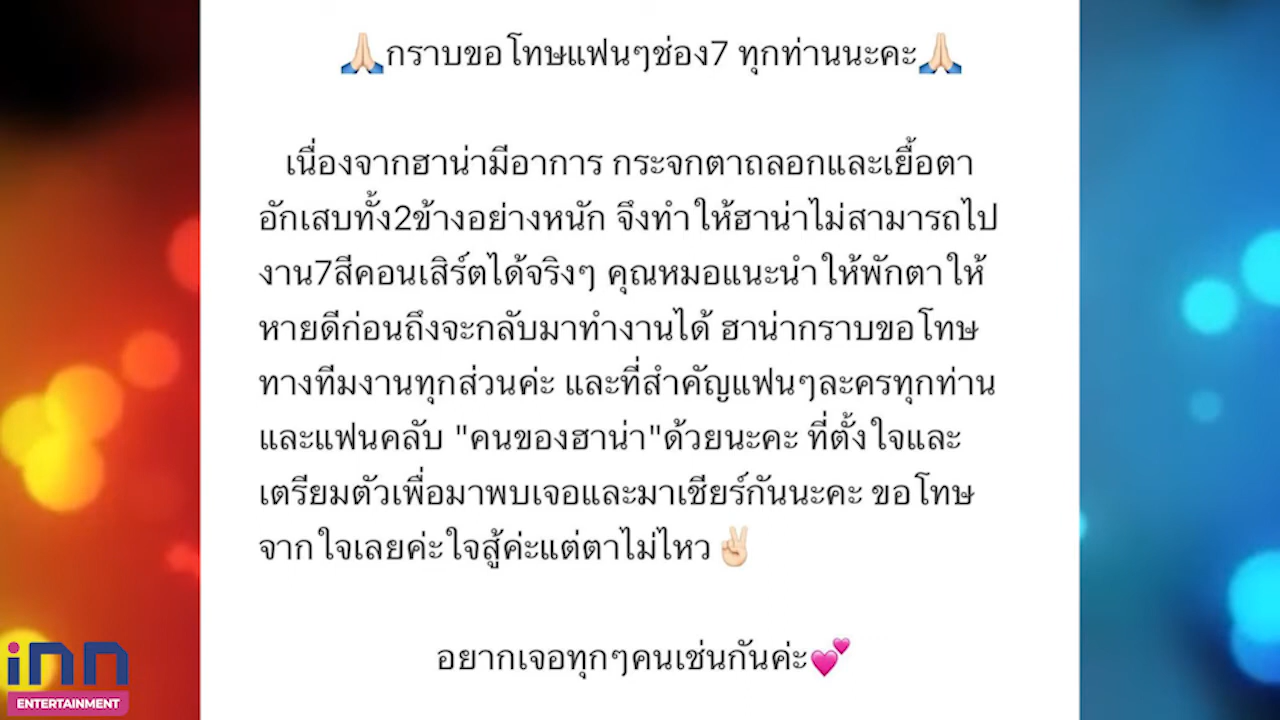 🙏🏻กราบขอโทษแฟนๆช่อง7 ทุกท่านนะคะ🙏🏻
เนื่องจากฮาน่ามีอาการ กระจกตาถลอกและเยื้อตา
อักเสบทั้ง2ข้างอย่างหนัก จึงทำให้ฮาน่าไม่สามารถไป
งาน7สีคอนเสิร์ตได้จริงๆ คุณหมอแนะนำให้พักตาให้
หายดีก่อนถึงจะกลับมาทำงานได้ ฮาน่ากราบขอโทษ
ทางทีมงานทุกส่วนค่ะ และที่สำคัญแฟนๆละครทุกท่าน
และแฟนคลับ "คนของฮาน่า"ด้วยนะคะ ที่ตั้งใจและ
เตรียมตัวเพื่อมาพบเจอและมาเชียร์กันนะคะ ขอโทษ
จากใจเลยค่ะใจสู้ค่ะแต่ตาไม่ไหว✌🏻
อยากเจอทุกๆคนเช่นกันค่ะ💕
inn
ENTERTAINMENT